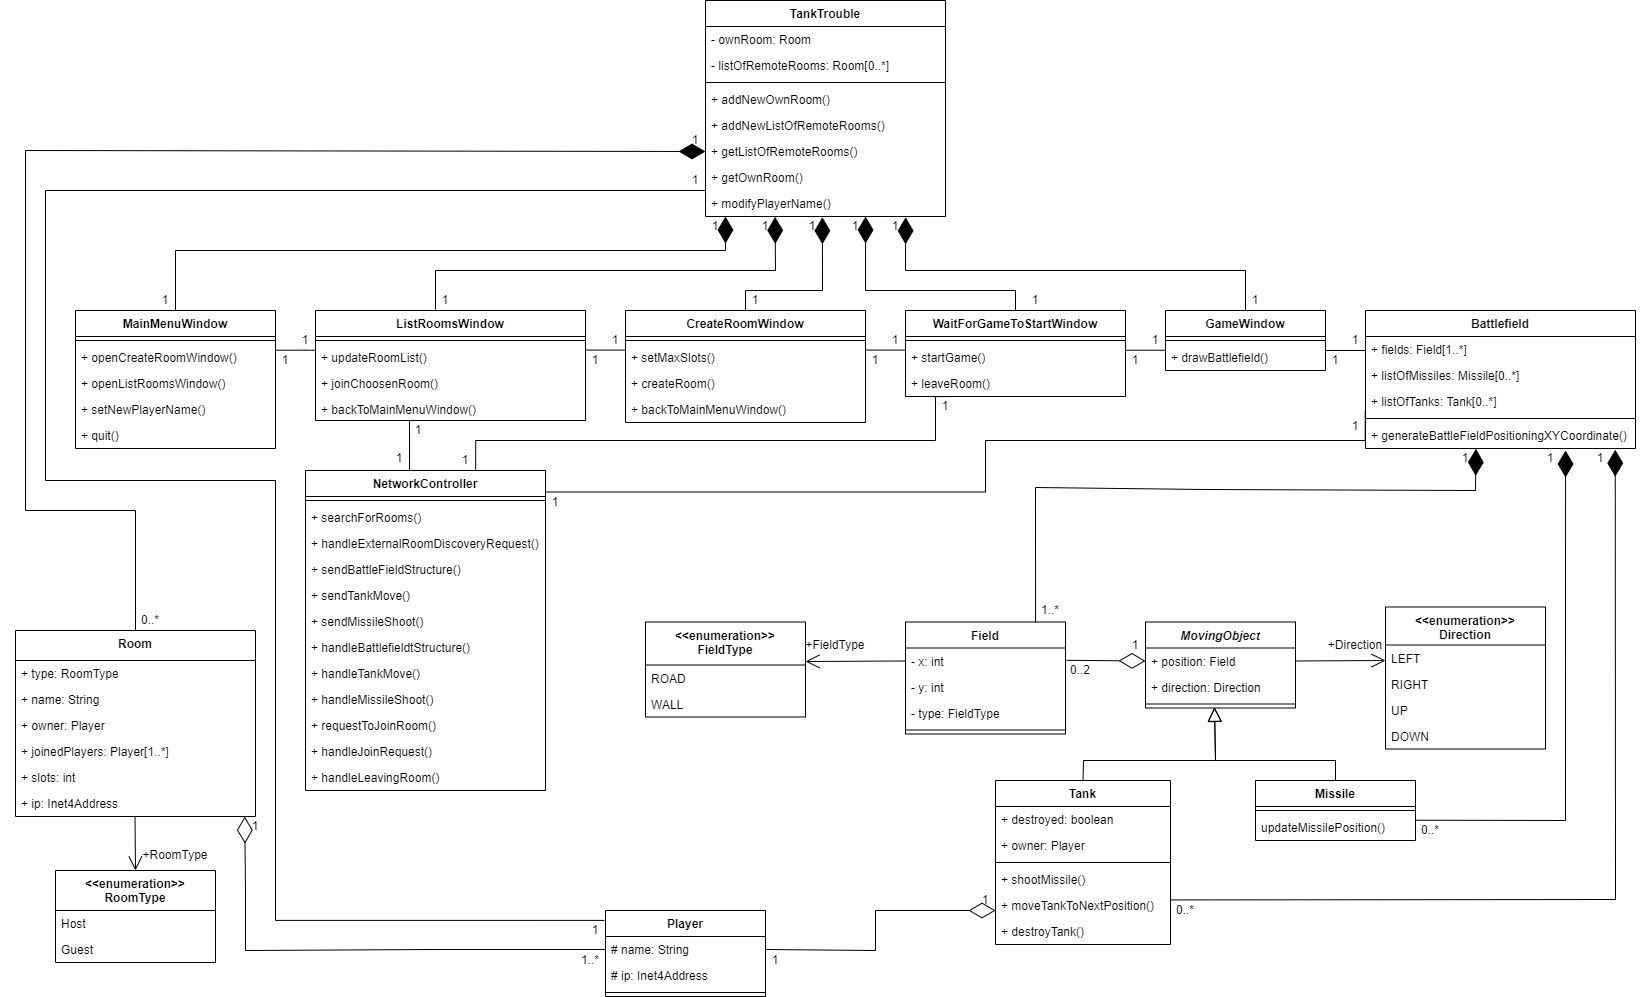 TankTrouble
- ownRoom: Room
- listOfRemoteRooms: Room[0..*]
+ addNewOwnRoom()
+ addNewListOfRemoteRooms()
+ getListOfRemoteRooms()
+ getOwnRoom()
+ modifyPlayerName()
1
1
1
1
1
1
1
1
1
1
1
1
MainMenuWindow
+ openCreateRoomWindow()
+ openListRoomsWindow()
+ setNewPlayerName()
+ quit()
1
1
ListRoomsWindow
+ updateRoomList()
+ joinChoosenRoom()
+ backToMainMenuWindow()
1
1
CreateRoomWindow
+ setMaxSlots()
+ createRoom()
+ backToMainMenuWindow()
1
1
WaitForGameToStartWindow
+ startGame()
+ leaveRoom()
1
1
GameWindow
+ drawBattlefield()
1
1
Battlefield
+ fields: Field[1..*]
+ listOfMissiles: Missile[0..*]
+ listOfTanks: Tank[0..*]
+ generateBattleFieldPositioningXYCoordinate()
1
1
1
1
1
1
1
1
1
NetworkController
+ searchForRooms()
+ handleExternalRoomDiscoveryRequest()
+ sendBattleFieldStructure()
+ sendTankMove()
+ sendMissileShoot()
+ handleBattlefieldtStructure()
+ handleTankMove()
+ handleMissileShoot()
+ requestToJoinRoom()
+ handleJoinRequest()
+ handleLeavingRoom()
0..*
Room
+ type: RoomType
+ name: String
+ owner: Player
+ joinedPlayers: Player[1..*]
+ slots: int
+ ip: Inet4Address
1
+RoomType
<<enumeration>>
RoomType
Host
Guest
<<enumeration>>
FieldType
ROAD
WALL
+FieldType
1..*
Field
- x: int
- y: int
- type: FieldType
0..2
1
MovingObject
+ position: Field
+ direction: Direction
+Direction
<<enumeration>>
Direction
LEFT
RIGHT
UP
DOWN
Tank
+ destroyed: boolean
+ owner: Player
+ shootMissile()
+ moveTankToNextPosition()
+ destroyTank()
1
0..*
Missile
updateMissilePosition()
0..*
Player
# name: String
# ip: Inet4Address
1
1..*
1